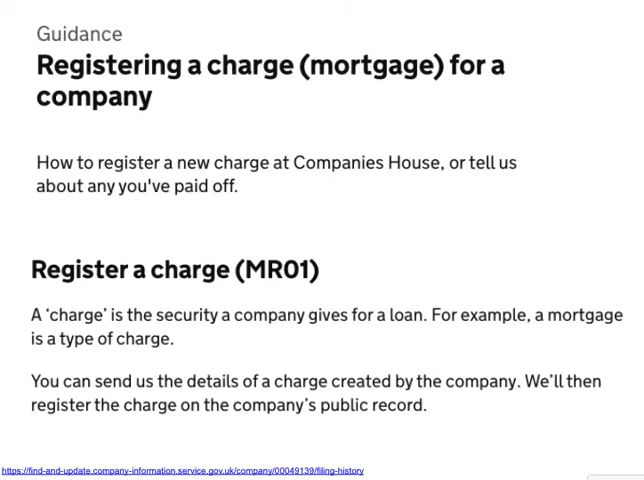 Guidance
Registering a charge (mortgage) for a
company
How to register a new charge at Companies House, or tell us
about any you've paid off.
Register a charge (MR01)
A ‘charge’ is the security a company gives for a loan. For example, a mortgage
is a type of charge.
You can send us the details of a charge created by the company. We’ll then
register the charge on the company’s public record.
https://find-and-update.company-information.service.gov.uk/company/00049139/filing-history